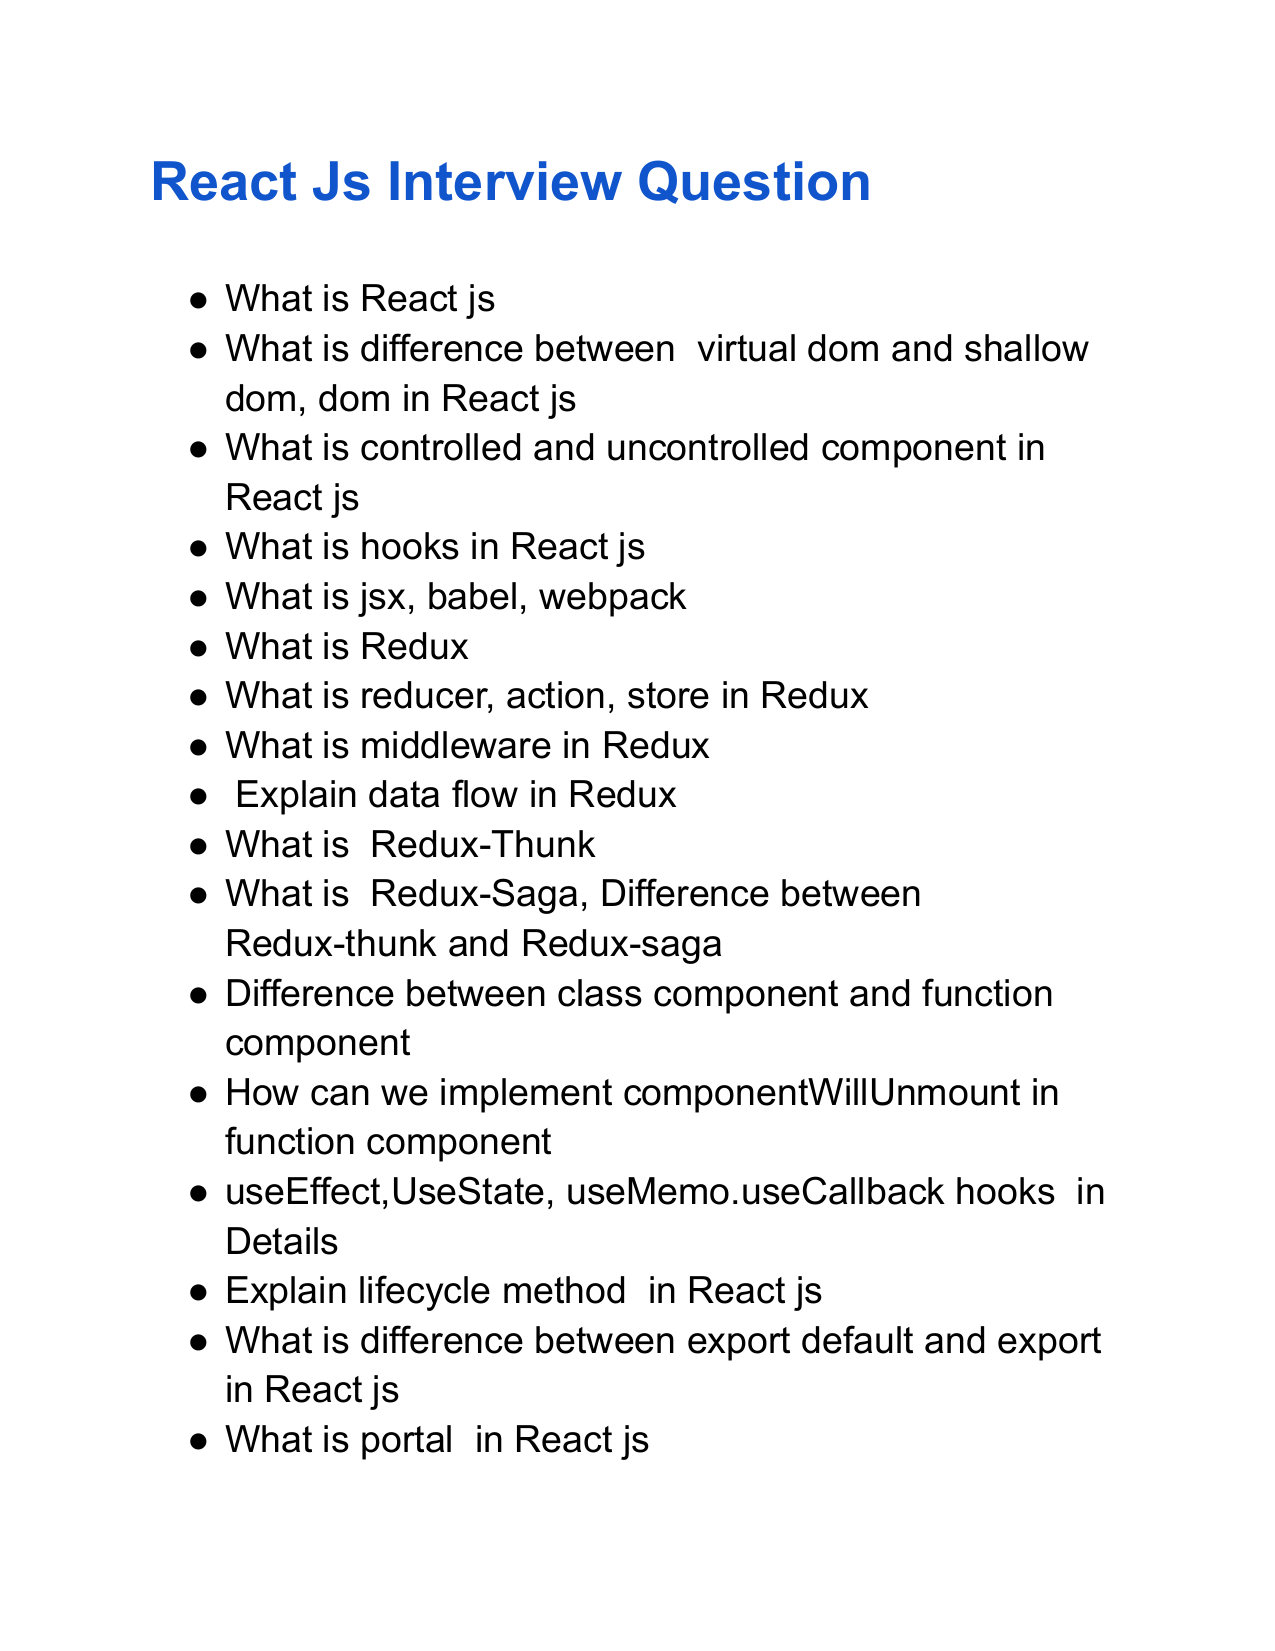 React Js Interview Question
● What is React js
● What is difference between  virtual dom and shallow
dom, dom in React js
● What is controlled and uncontrolled component in
React js
● What is hooks in React js
● What is jsx, babel, webpack
● What is Redux
● What is reducer, action, store in Redux
● What is middleware in Redux
●  Explain data flow in Redux
● What is  Redux-Thunk
● What is  Redux-Saga, Difference between
Redux-thunk and Redux-saga
● Difference between class component and function
component
● How can we implement componentWillUnmount in
function component
● useEffect,UseState, useMemo.useCallback hooks  in
Details
● Explain lifecycle method  in React js
● What is difference between export default and export
in React js
● What is portal  in React js